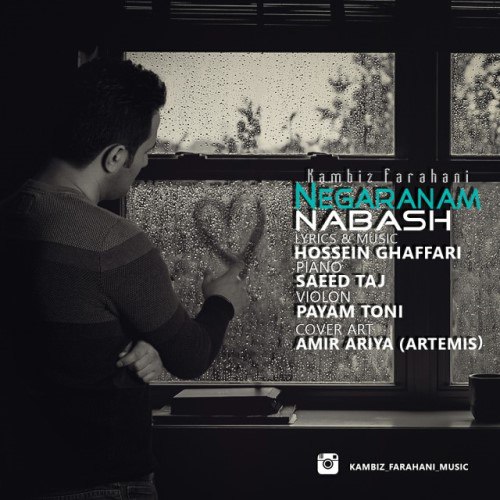 Kambiz Farahani
NEGARANAM
NABASH
LYRICS & MUSIC
HOSSEIN GHAFFARI
PIANO
SAEED TAJ
VIOLON
PAYAM TONI
COVER ART
AMIR ARIYA (ARTEMIS)
KAMBIZ_FARAHANI_MUSIC